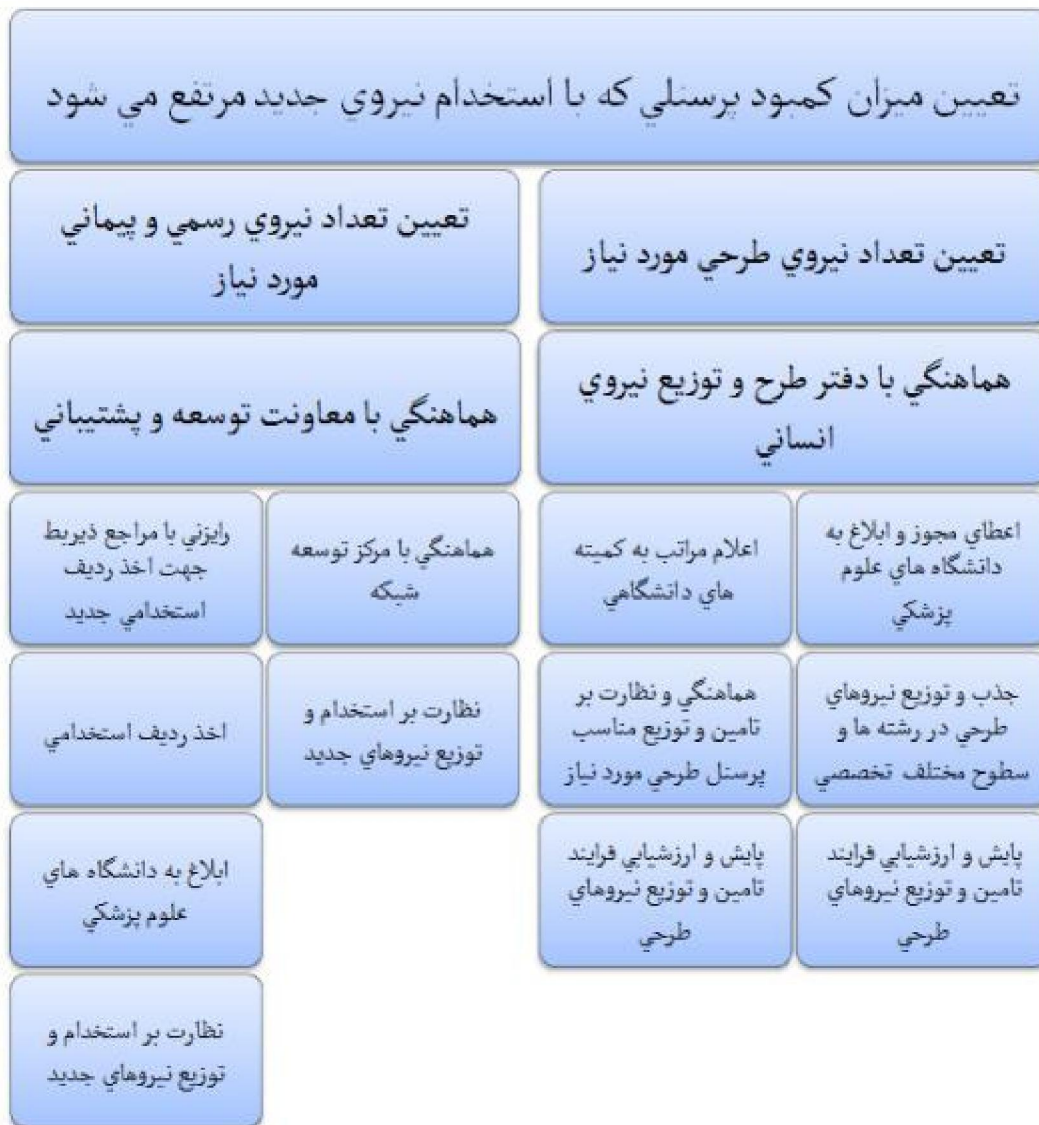 تعيين ميزان کمبود پرسنلي که با استخدام نيروي جديد مرتفع مي شود
تعيين تعداد نيروي طرحي مورد نياز
تعيين تعداد نيروي رسمي و پيماني
مورد نياز
هماهنگي با دفتر طرح و توزيع نيروي
انساني
هماهنگي با معاونت توسعه و پشتيباني
اعطاي مجوز و ابلاغ به
دانشگاه هاي علوم
پزشکي
اعلام مراتب به کميته
هاي دانشگاهي
هماهنگي با مرکز توسعه
شبکه
رايزني با مراجع ذيربط
جهت اخذ رديف
استخدامي جديد
جذب و توزيع نيروهاي
طرحي در رشته ها و
سطوح مختلف تخصصي
هماهنگي و نظارت بر
تامين و توزيع مناسب
پرسنل طرحي مورد نياز
نظارت بر استخدام و
توزيع نيروهاي جديد
اخذ رديف استخدامي
پايش و ارزشيابي فرايند
تامين و توزيع نيروهاي
طرحي
پايش و ارزشيابي فرايند
تامين و توزيع نيروهاي
طرحي
ابلاغ به دانشگاه هاي
علوم پزشکي
نظارت بر استخدام و
توزيع نيروهاي جديد